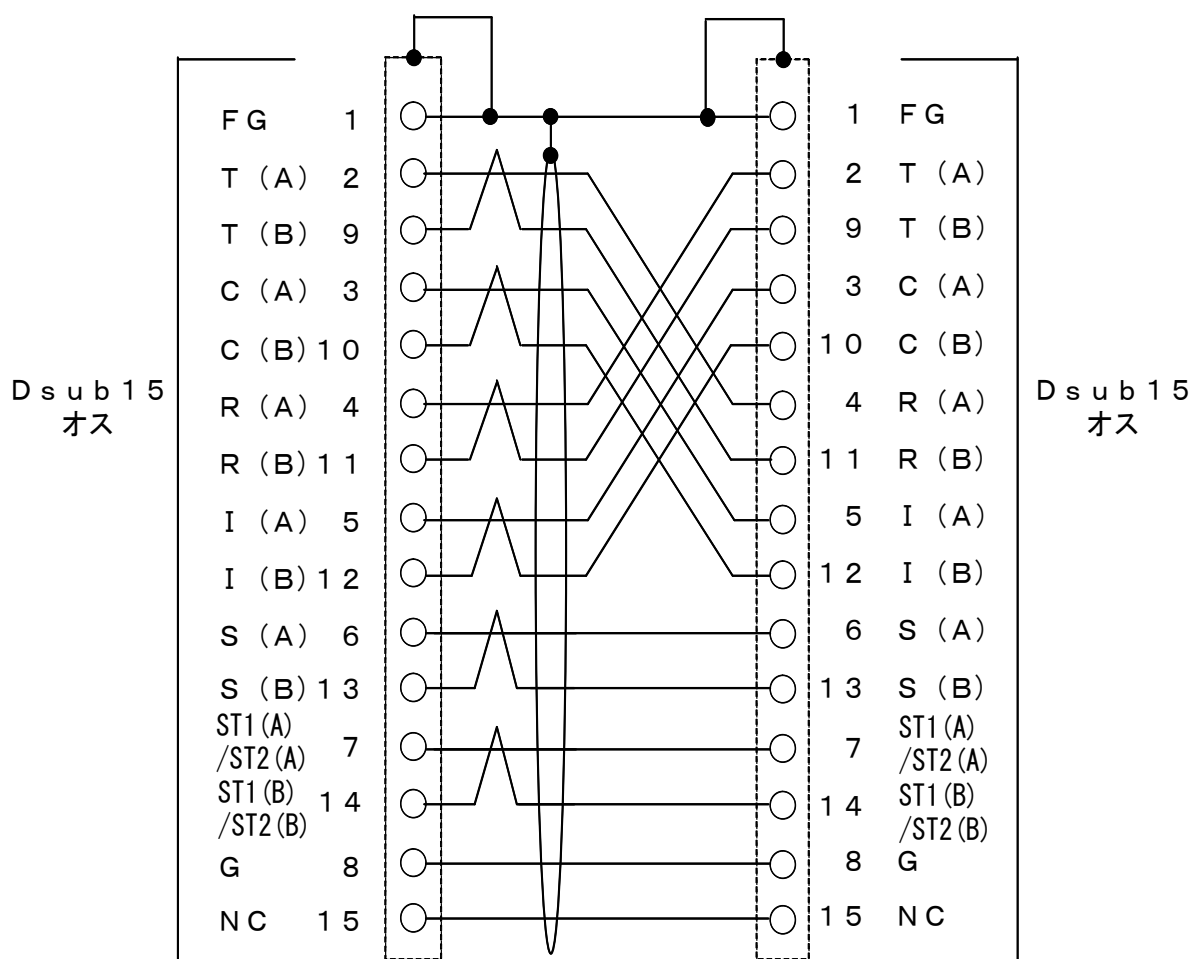 ＦＧ　１　１　ＦＧ
Ｔ（Ａ）２　２　Ｔ（Ａ）
Ｔ（Ｂ）９　９　Ｔ（Ｂ）
Ｃ（Ａ）３　３　Ｃ（Ａ）
Ｃ（Ｂ）１０　１０　Ｃ（Ｂ）
Ｄｓｕｂ１５
オス
Ｒ（Ａ）４　４　Ｒ（Ａ）
Ｄｓｕｂ１５
オス
Ｒ（Ｂ）１１　１１　Ｒ（Ｂ）
Ｉ（Ａ）５　５　Ｉ（Ａ）
Ｉ（Ｂ）１２　１２　Ｉ（Ｂ）
Ｓ（Ａ）６　６　Ｓ（Ａ）
Ｓ（Ｂ）１３　１３　Ｓ（Ｂ）
ST1(A)
/ST2(A)　７　７　ST1(A)
/ST2(A)
ST1(B)
/ST2(B)　１４　１４　ST1(B)
/ST2(B)
Ｇ　８　８　Ｇ
ＮＣ　１５　１５　ＮＣ